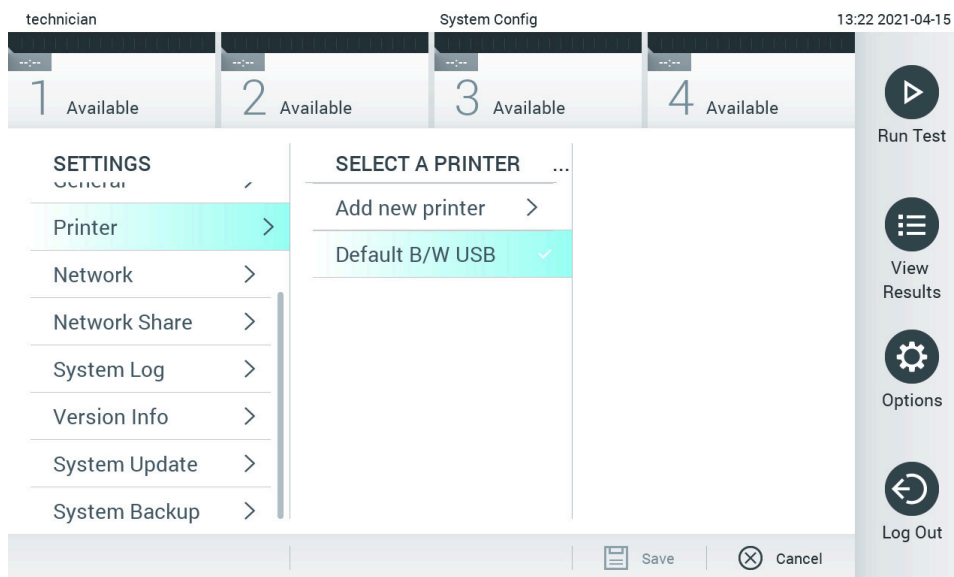 technician
System Config
13:22 2021-04-15
--:--
--:--
--:--
--:--
1 Available
2 Available
3 Available
4 Available
Run Test
View
Results
Options
Log Out
SETTINGS
General
Printer
Network
Network Share
System Log
Version Info
System Update
System Backup
SELECT A PRINTER ...
Add new printer
Default B/W USB
Save
Cancel